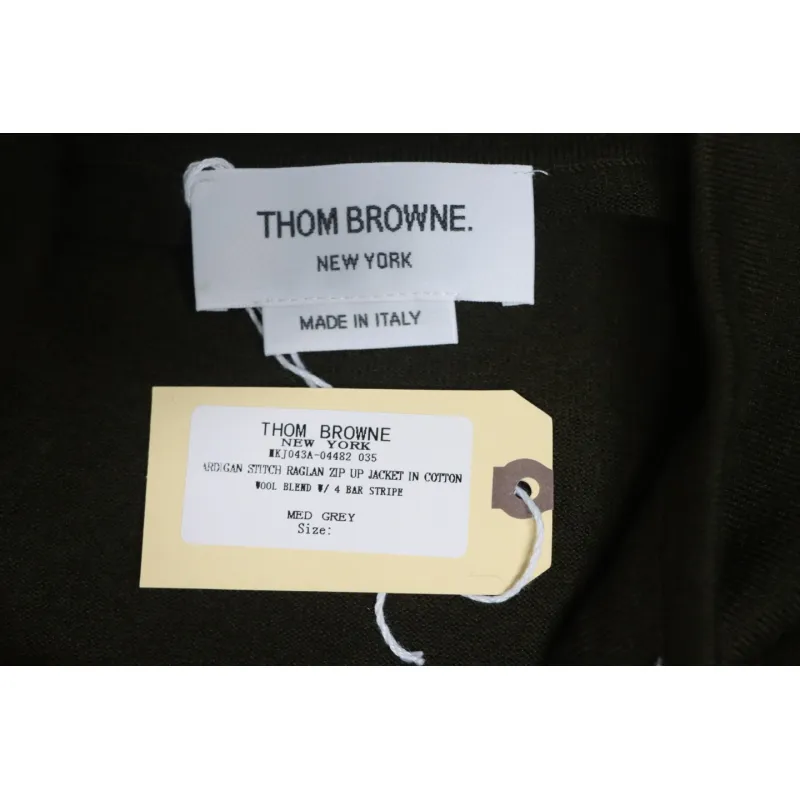 THOM BROWNE.
NEW YORK
MADE IN ITALY
THOM BROWNE
NEW YORK
MKJ043A-04482 035
ARDIGAN STITCH RAGLAN ZIP UP JACKET IN COTTON
WOOL BLEND W/ 4 BAR STRIPE
MED GREY
Size: